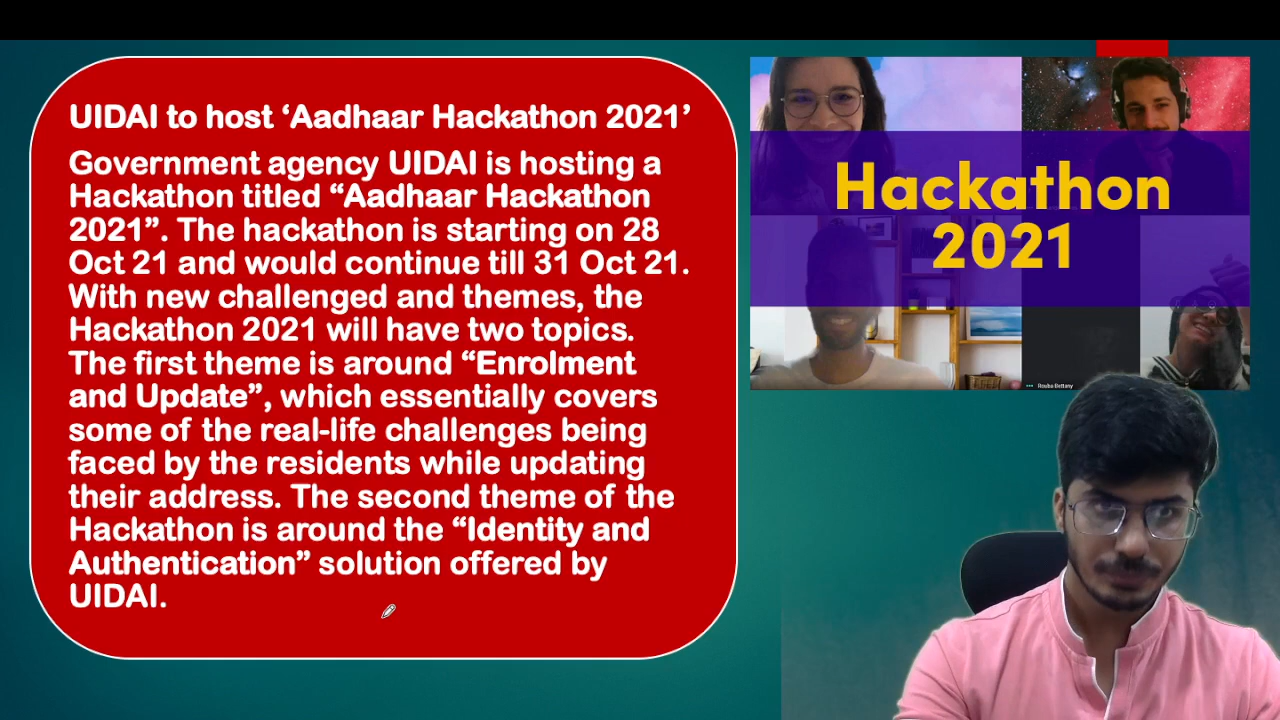 UIDAI to host ‘Aadhaar Hackathon 2021’
Government agency UIDAI is hosting a
Hackathon titled “Aadhaar Hackathon
2021”. The hackathon is starting on 28
Oct 21 and would continue till 31 Oct 21.
With new challenged and themes, the
Hackathon 2021 will have two topics.
The first theme is around “Enrolment
and Update”, which essentially covers
some of the real-life challenges being
faced by the residents while updating
their address. The second theme of the
Hackathon is around the “Identity and
Authentication” solution offered by
UIDAI.
Hackathon
2021
Rouba Bettany